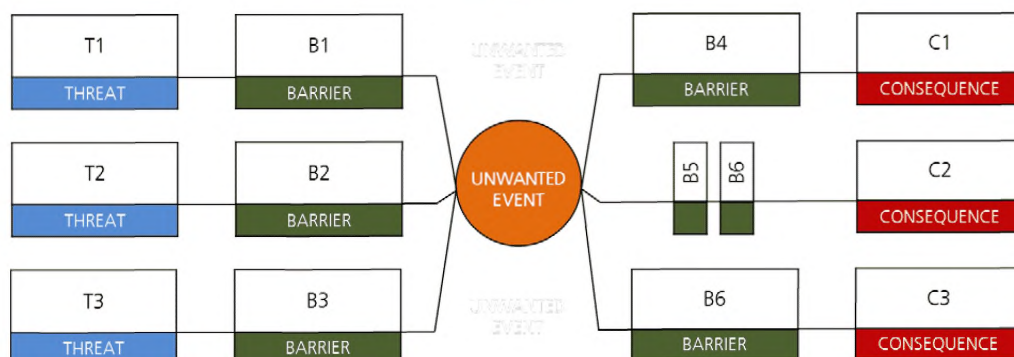 T1
THREAT
B1
BARRIER
UNWANTED
EVENT
B4
BARRIER
C1
CONSEQUENCE
T2
THREAT
B2
BARRIER
UNWANTED
EVENT
B5
B6
C2
CONSEQUENCE
T3
THREAT
B3
BARRIER
UNWANTED
EVENT
B6
BARRIER
C3
CONSEQUENCE